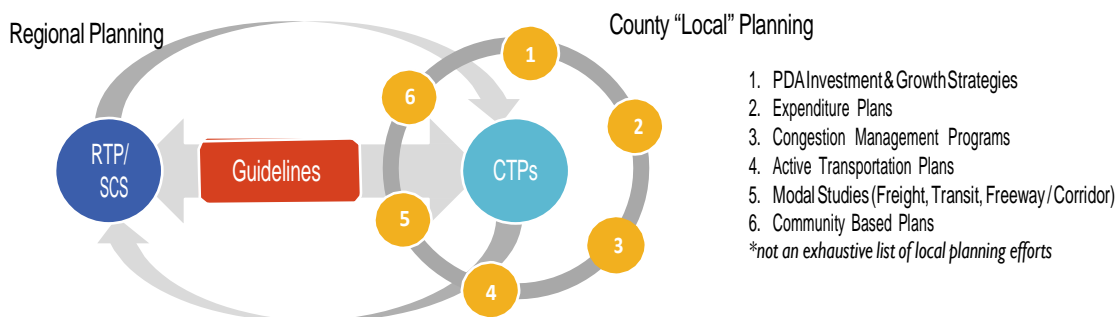 Regional Planning
County “Local” Planning
RTP/
SCS
Guidelines
CTPs
1
2
3
4
5
6
1. PDA Investment & Growth Strategies
2. Expenditure Plans
3. Congestion Management Programs
4. Active Transportation Plans
5. Modal Studies (Freight, Transit, Freeway / Corridor)
6. Community Based Plans
*not an exhaustive list of local planning efforts